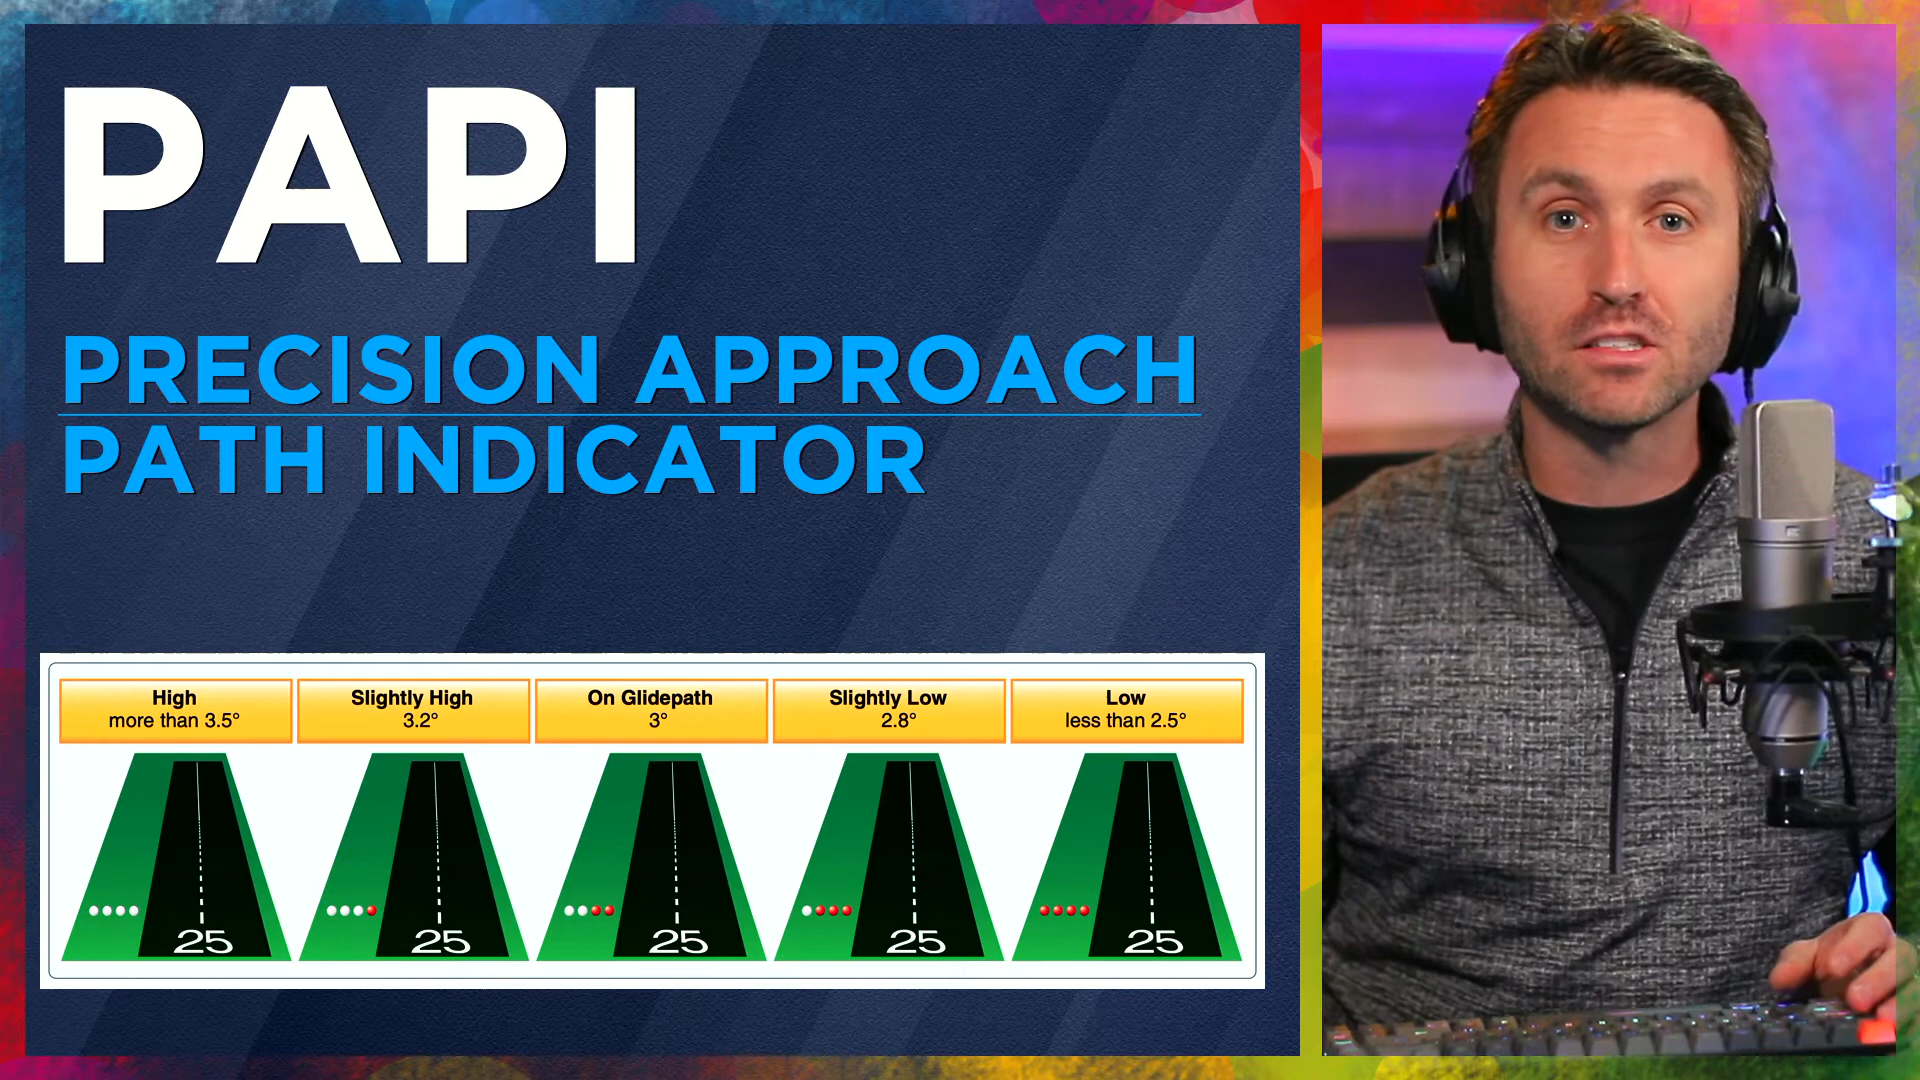 PAPI
PRECISION APPROACH
PATH INDICATOR
High
more than 3.5°
Slightly High
3.2°
On Glidepath
3°
Slightly Low
2.8°
Low
less than 2.5°
25
25
25
25
25